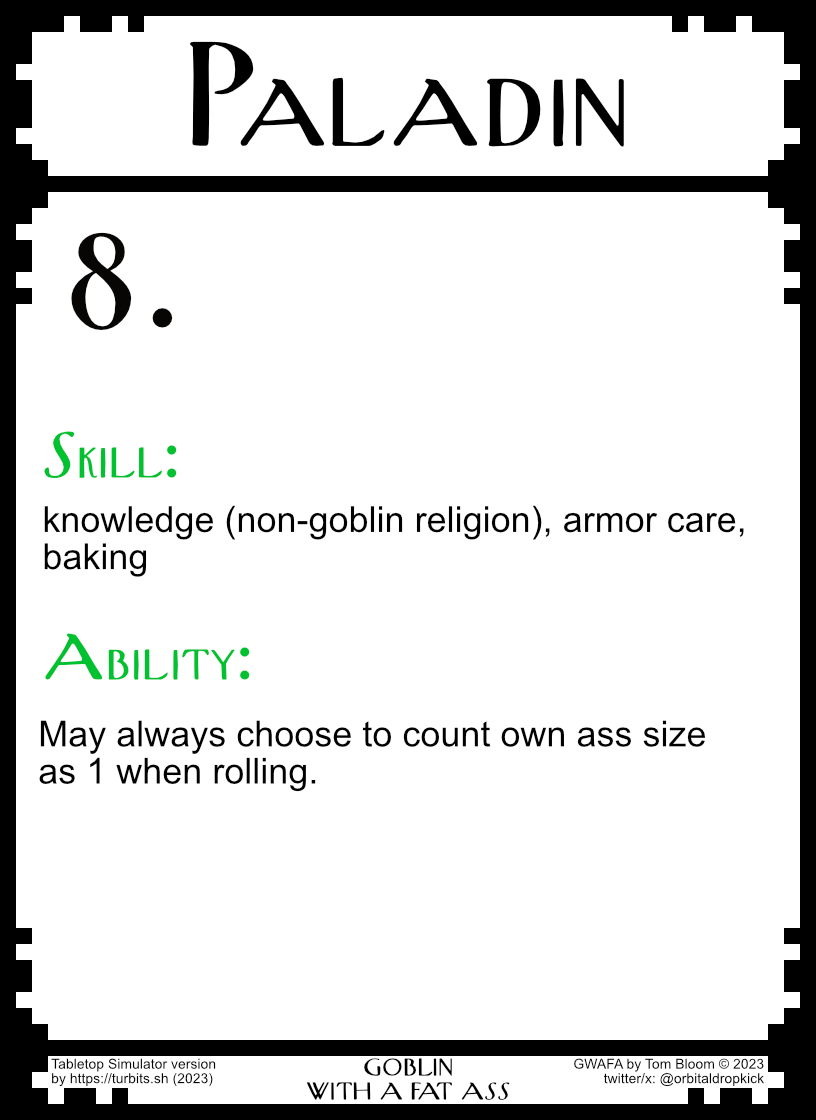 Paladin
8.
Skill:
knowledge (non-goblin religion), armor care,
baking
Ability:
May always choose to count own ass size
as 1 when rolling.
Tabletop Simulator version
by https://turbits.sh (2023)
GOBLIN
WITH A FAT ASS
GWAFA by Tom Bloom © 2023
twitter/x: @orbitaldropkick